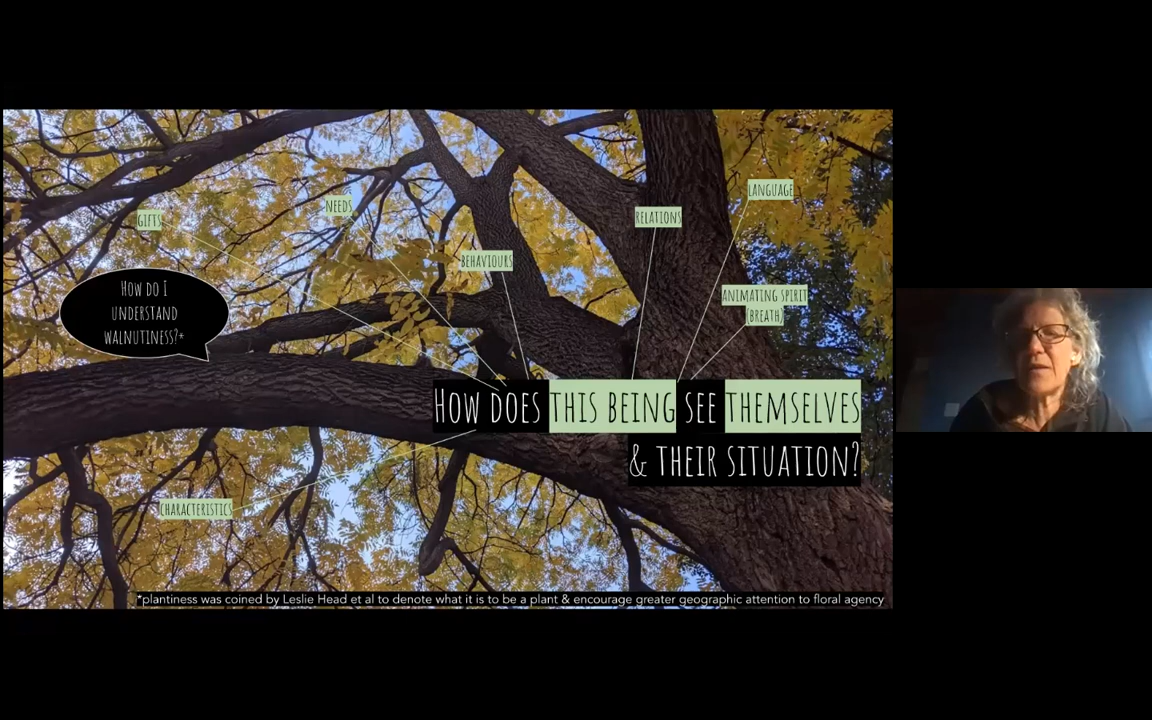 LANGUAGE
NEEDS
RELATIONS
GIFTS
BEHAVIOURS
HOW DO I
UNDERSTAND
WALNUTINESS?*
ANIMATING SPIRIT
(BREATH)
HOW DOES THIS BEING SEE THEMSELVES
& THEIR SITUATION?
CHARACTERISTICS
*plantiness was coined by Leslie Head et al to denote what it is to be a plant & encourage greater geographic attention to floral agency